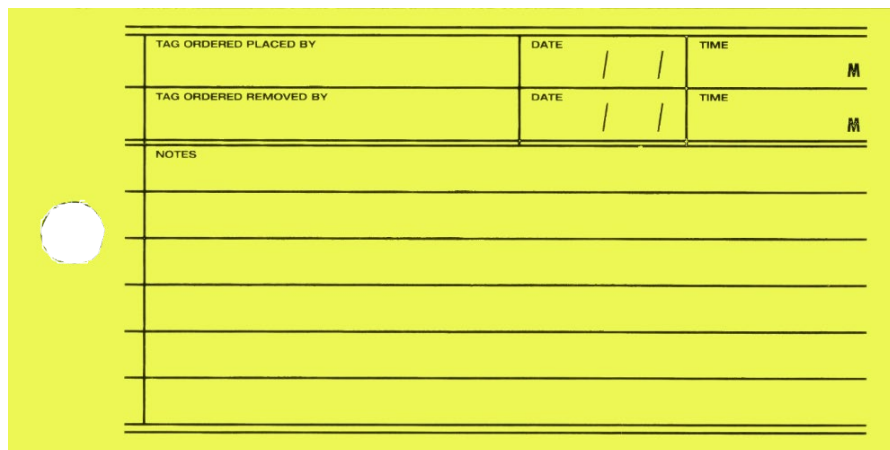 TAG ORDERED PLACED BY DATE / / TIME M
TAG ORDERED REMOVED BY DATE / / TIME M
NOTES